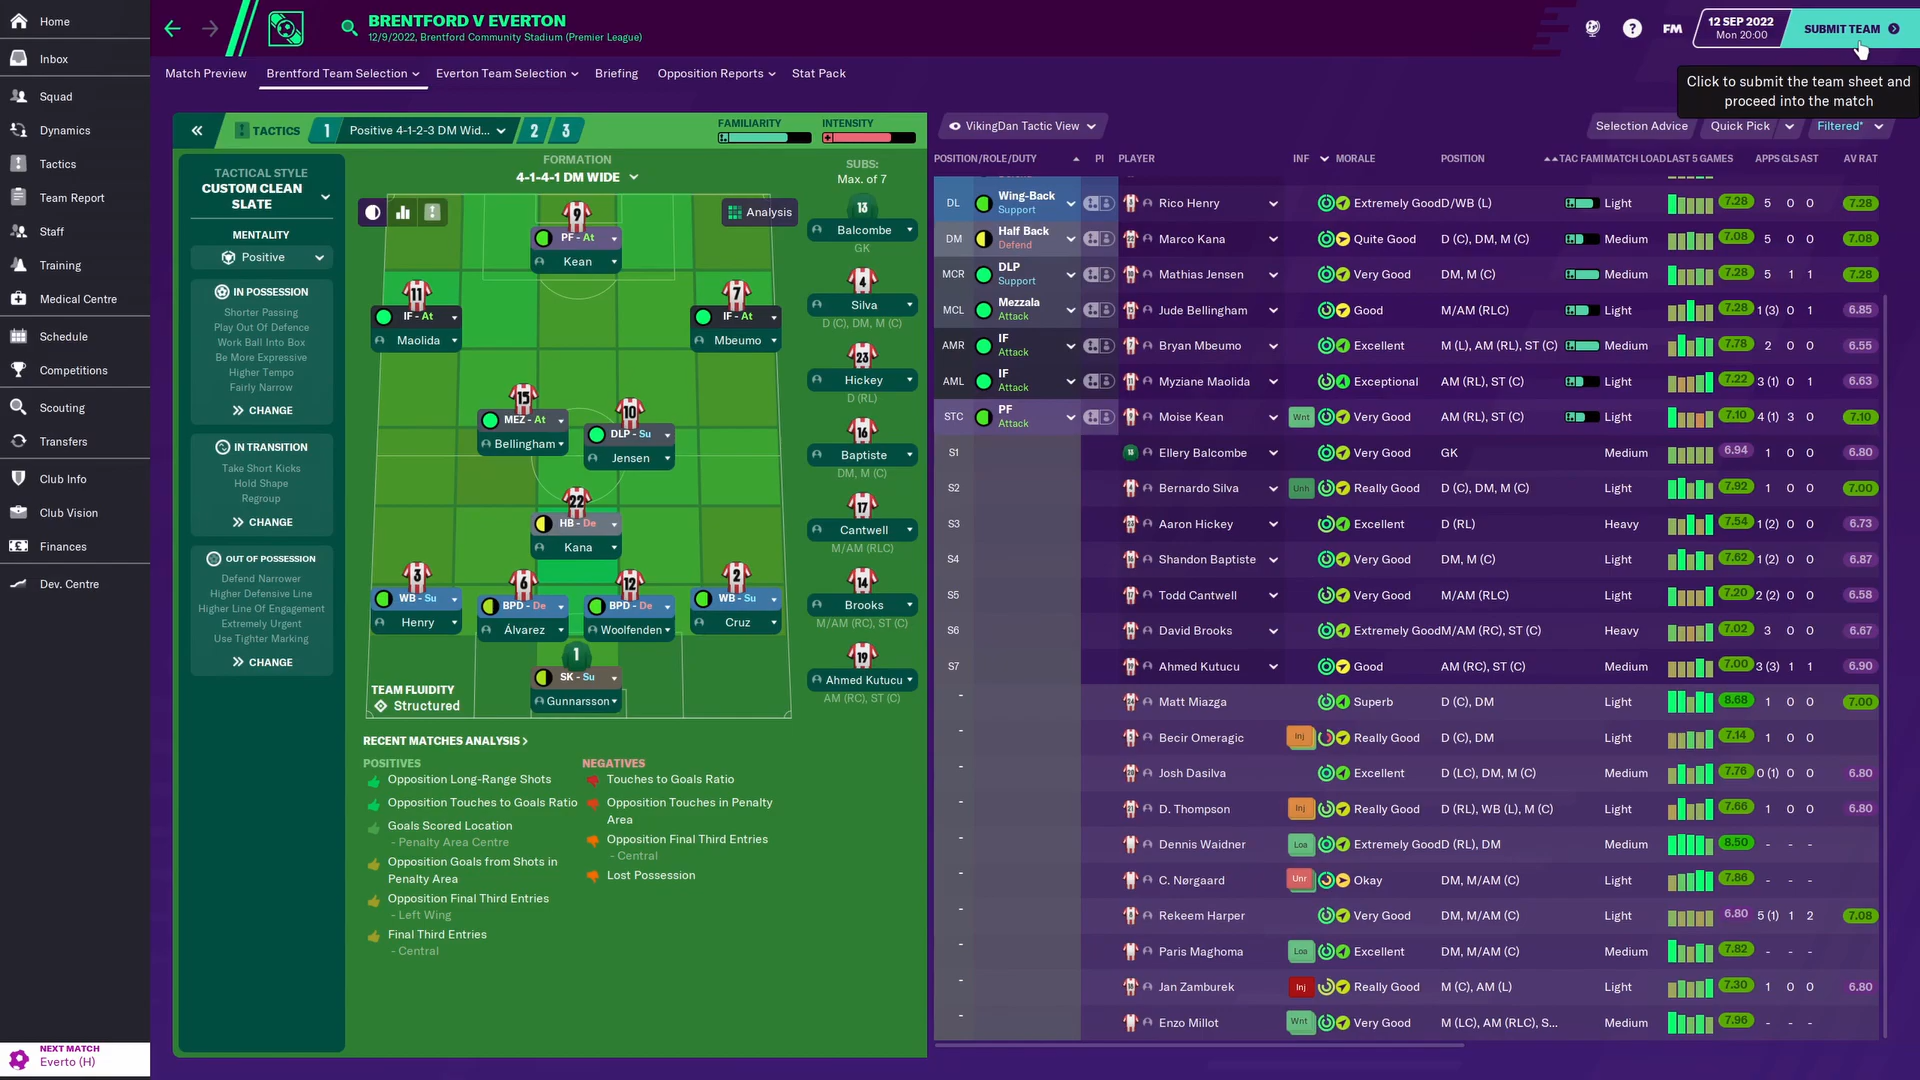 Home
Inbox
Squad
Dynamics
Tactics
Team Report
Staff
Training
Medical Centre
Schedule
Competitions
Scouting
Transfers
Club Info
Club Vision
Finances
Dev. Centre
NEXT MATCH
Everto (H)
BRENTFORD V EVERTON
12/9/2022, Brentford Community Stadium (Premier League)
? FM
12 SEP 2022
Mon 20:00
SUBMIT TEAM
Click to submit the team sheet and
proceed into the match
Match Preview Brentford Team Selection Everton Team Selection Briefing Opposition Reports Stat Pack
TACTICS 1 Positive 4-1-2-3 DM Wid... 2 3
FAMILIARITY INTENSITY
TACTICAL STYLE
CUSTOM CLEAN
SLATE
MENTALITY
Positive
IN POSSESSION
Shorter Passing
Play Out Of Defence
Work Ball Into Box
Be More Expressive
Higher Tempo
Fairly Narrow
CHANGE
IN TRANSITION
Take Short Kicks
Hold Shape
Regroup
CHANGE
OUT OF POSSESSION
Defend Narrower
Higher Defensive Line
Higher Line Of Engagement
Extremely Urgent
Use Tighter Marking
CHANGE
FORMATION
4-1-4-1 DM WIDE
Analysis
9
PF - At
Kean
11
IF - At
Maolida
7
IF - At
Mbeumo
15
MEZ - At
Bellingham
10
DLP - Su
Jensen
22
HB - De
Kana
3
WB - Su
Henry
6
BPD - De
Álvarez
12
BPD - De
Woolfenden
2
WB - Su
Cruz
1
SK - Su
Gunnarsson
TEAM FLUIDITY
Structured
SUBS:
Max. of 7
13
Balcombe
GK
4
Silva
D (C), DM, M (C)
23
Hickey
D (RL)
16
Baptiste
DM, M (C)
17
Cantwell
M/AM (RLC)
14
Brooks
M/AM (RC), ST (C)
19
Ahmed Kutucu
AM (RC), ST (C)
RECENT MATCHES ANALYSIS
POSITIVES
Opposition Long-Range Shots
Opposition Touches to Goals Ratio
Goals Scored Location
- Penalty Area Centre
Opposition Goals from Shots in
Penalty Area
Opposition Final Third Entries
- Left Wing
Final Third Entries
- Central
NEGATIVES
Touches to Goals Ratio
Opposition Touches in Penalty
Area
Opposition Final Third Entries
- Central
Lost Possession
VikingDan Tactic View
Selection Advice Quick Pick Filtered*
POSITION/ROLE/DUTY PI PLAYER INF MORALE POSITION TAC FAMI MATCH LOAD LAST 5 GAMES APPS GLS AST AV RAT
DL Wing-Back Support Rico Henry Extremely Good D/WB (L) Light 7.28 5 0 0 7.28
DM Half Back Defend Marco Kana Quite Good D (C), DM, M (C) Medium 7.08 5 0 0 7.08
MCR DLP Support Mathias Jensen Very Good DM, M (C) Medium 7.28 5 1 1 7.28
MCL Mezzala Attack Jude Bellingham Good M/AM (RLC) Light 7.28 1 (3) 0 1 6.85
AMR IF Attack Bryan Mbeumo Excellent M (L), AM (RL), ST (C) Medium 7.78 2 0 0 6.55
AML IF Attack Myziane Maolida Exceptional AM (RL), ST (C) Light 7.22 3 (1) 0 1 6.63
STC PF Attack Moise Kean Wnt Very Good AM (RL), ST (C) Light 7.10 4 (1) 3 0 7.10
S1 Ellery Balcombe Very Good GK Medium 6.94 1 0 0 6.80
S2 Bernardo Silva Unh Really Good D (C), DM, M (C) Light 7.92 1 0 0 7.00
S3 Aaron Hickey Excellent D (RL) Heavy 7.54 1 (2) 0 0 6.73
S4 Shandon Baptiste Very Good DM, M (C) Light 7.62 1 (2) 0 0 6.87
S5 Todd Cantwell Very Good M/AM (RLC) Light 7.20 2 (2) 0 0 6.58
S6 David Brooks Extremely Good M/AM (RC), ST (C) Heavy 7.02 3 0 0 6.67
S7 Ahmed Kutucu Good AM (RC), ST (C) Medium 7.00 3 (3) 1 1 6.90
- Matt Miazga Superb D (C), DM Light 8.68 1 0 0 7.00
- Becir Omeragic Inj Really Good D (C), DM Light 7.14 1 0 0
- Josh Dasilva Excellent D (LC), DM, M (C) Medium 7.76 0 (1) 0 0 6.80
- D. Thompson Inj Really Good D (RL), WB (L), M (C) Light 7.66 1 0 0 6.80
- Dennis Waidner Loa Extremely Good D (RL), DM Medium 8.50 - - -
- C. Nørgaard Unr Okay DM, M/AM (C) Light 7.86 - - -
- Rekeem Harper Very Good DM, M/AM (C) Light 6.80 5 (1) 1 2 7.08
- Paris Maghoma Loa Excellent DM, M/AM (C) Medium 7.82 - - -
- Jan Zamburek Inj Really Good M (C), AM (L) Light 7.30 1 0 0 6.80
- Enzo Millot Wnt Very Good M (LC), AM (RLC), S... Medium 7.96 - - -